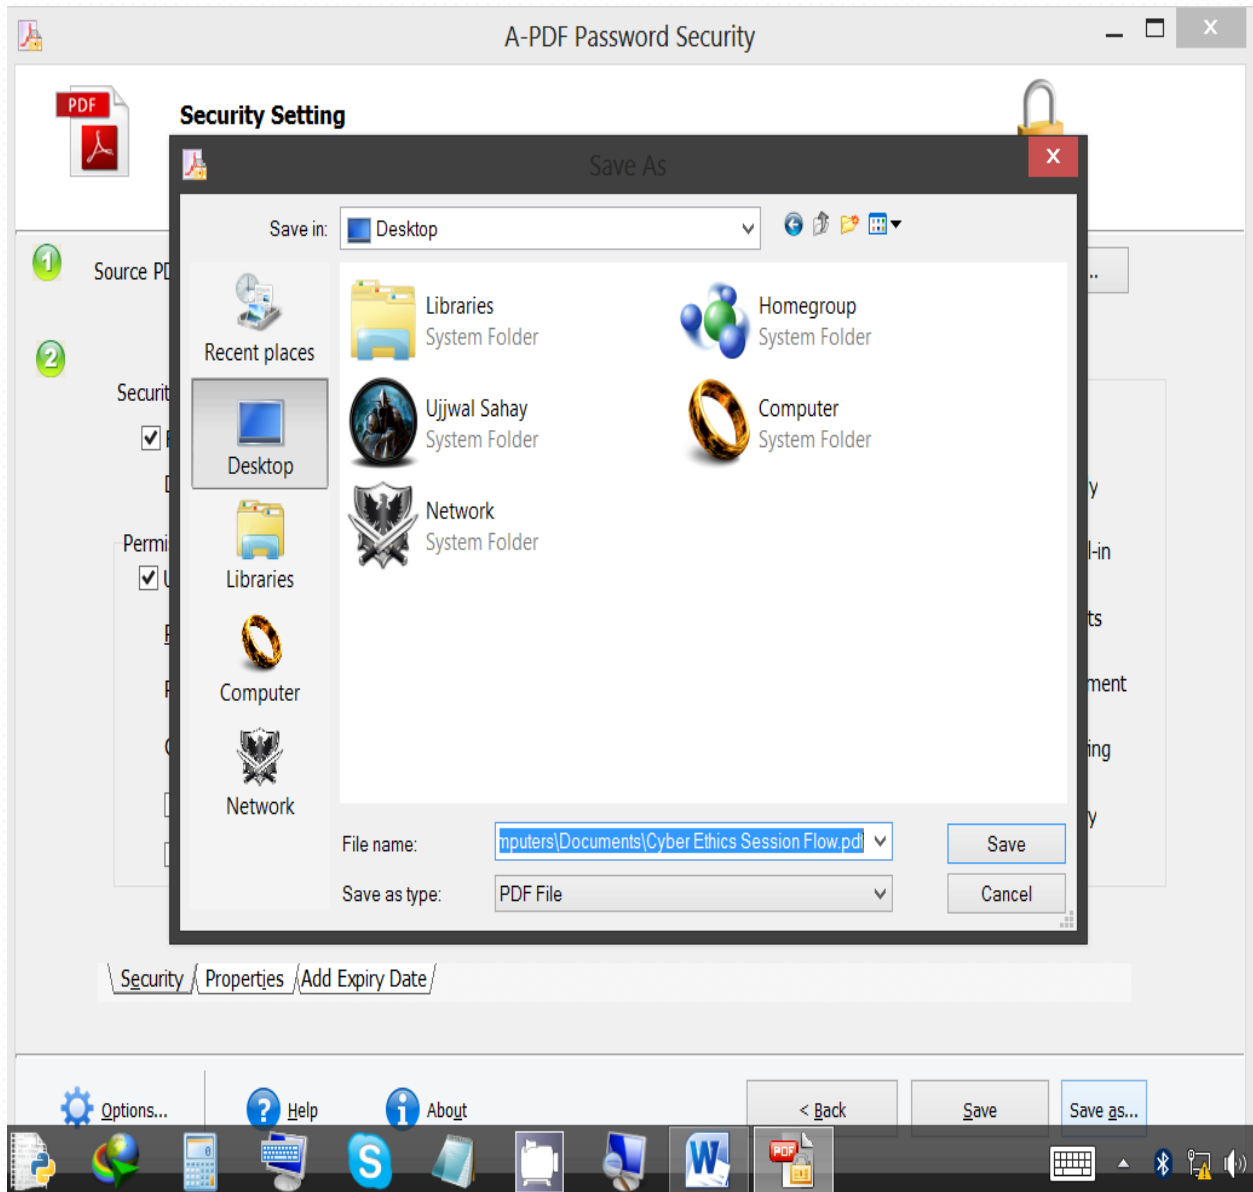 A-PDF Password Security
X
PDF
Security Setting
Save As
X
Save in:
Desktop
1
Source PD
..
Recent places
Libraries
System Folder
Homegroup
System Folder
2
Securit
Ujjwal Sahay
System Folder
Computer
System Folder
Desktop
y
Network
System Folder
Permi
l-in
Libraries
ts
Computer
ment
ing
Network
y
File name:
mputers\Documents\Cyber Ethics Session Flow.pdf
Save
Save as type:
PDF File
Cancel
Security
Properties
Add Expiry Date
Options...
? Help
i About
< Back
Save
Save as...
S
W
PDF